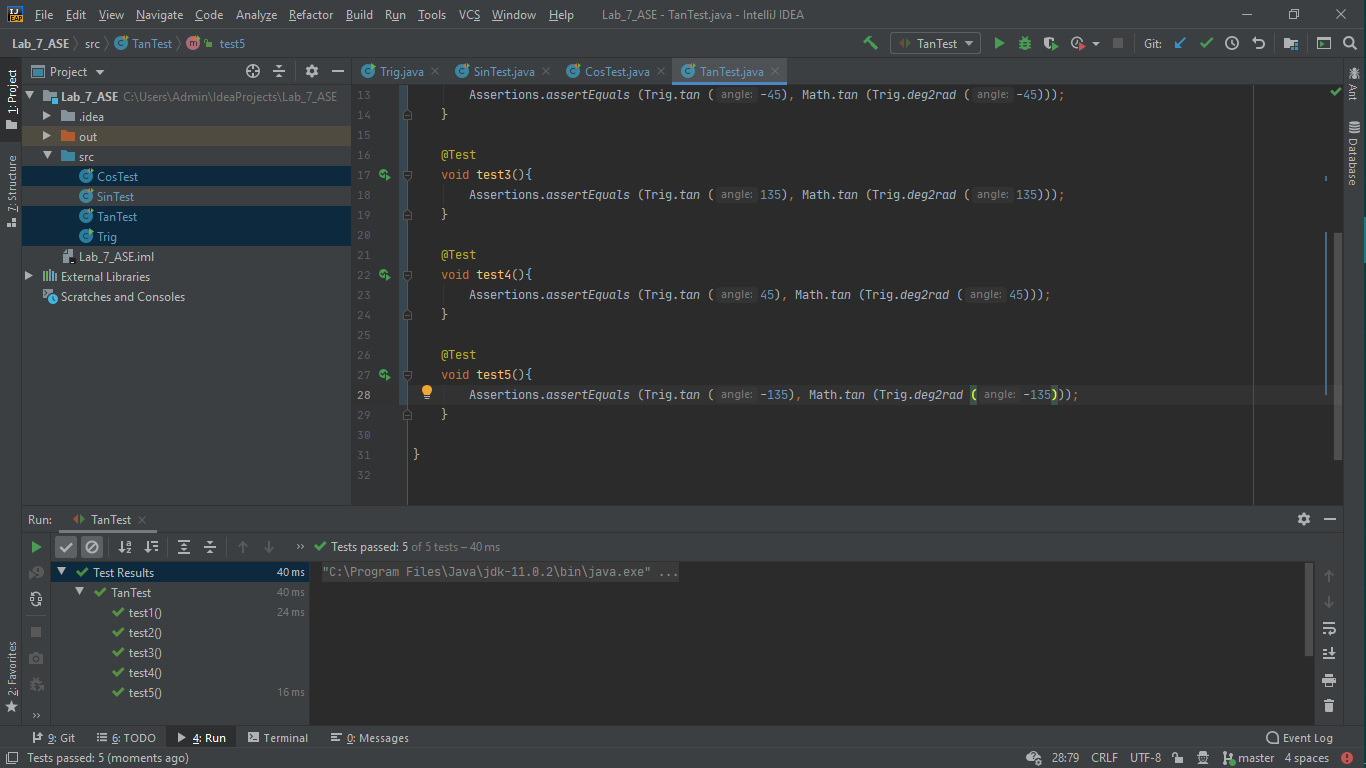 File Edit View Navigate Code Analyze Refactor Build Run Tools VCS Window Help Lab_7_ASE - TanTest.java - IntelliJ IDEA
Lab_7_ASE src TanTest test5 TanTest Git:
Project Trig.java SinTest.java CosTest.java TanTest.java
1: Project
7: Structure
2: Favorites
Ant
Database
Lab_7_ASE C:\Users\Admin\IdeaProjects\Lab_7_ASE
.idea
out
src
CosTest
SinTest
TanTest
Trig
Lab_7_ASE.iml
External Libraries
Scratches and Consoles
13 Assertions.assertEquals (Trig.tan ( angle: -45), Math.tan (Trig.deg2rad ( angle: -45)));
14 }
15
16 @Test
17 void test3(){
18 Assertions.assertEquals (Trig.tan ( angle: 135), Math.tan (Trig.deg2rad ( angle: 135)));
19 }
20
21 @Test
22 void test4(){
23 Assertions.assertEquals (Trig.tan ( angle: 45), Math.tan (Trig.deg2rad ( angle: 45)));
24 }
25
26 @Test
27 void test5(){
28 Assertions.assertEquals (Trig.tan ( angle: -135), Math.tan (Trig.deg2rad ( angle: -135)));
29 }
30
31 }
32
Run: TanTest
Tests passed: 5 of 5 tests – 40 ms
Test Results 40 ms
TanTest 40 ms
test1() 24 ms
test2()
test3()
test4()
test5() 16 ms
"C:\Program Files\Java\jdk-11.0.2\bin\java.exe" ...
9: Git 6: TODO 4: Run Terminal 0: Messages Event Log
Tests passed: 5 (moments ago) 28:79 CRLF UTF-8 master 4 spaces